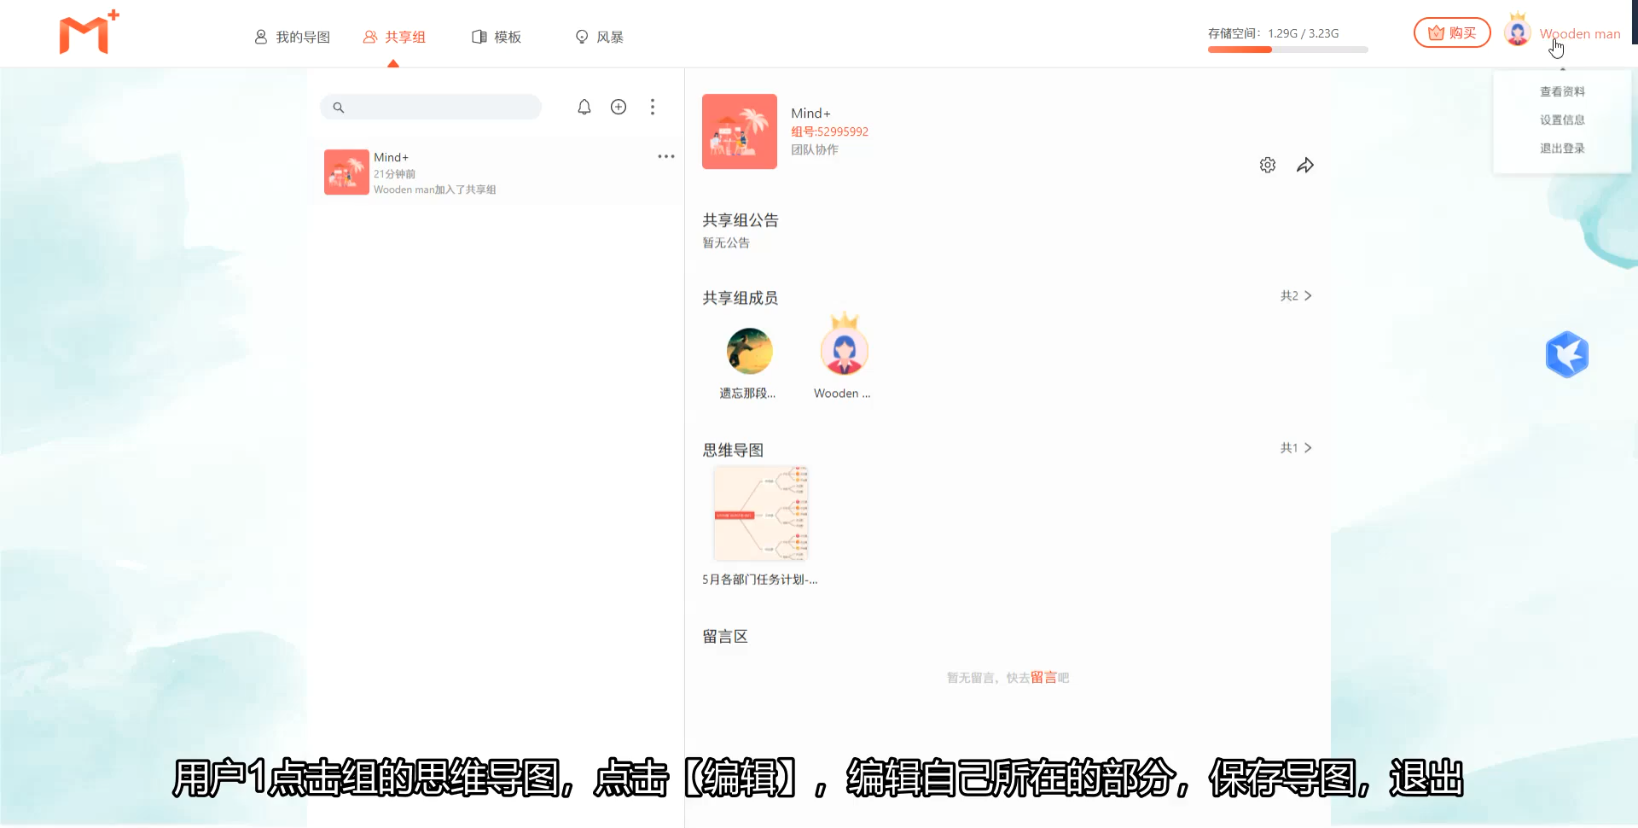 我的导图
共享组
模板
风暴
存储空间： 1.29G / 3.23G
购买
Wooden man
查看资料
设置信息
退出登录
Mind+
21分钟前
Wooden man加入了共享组
Mind+
组号:52995992
团队协作
共享组公告
暂无公告
共享组成员
共2
遗忘那段...
Wooden ...
思维导图
共1
5月各部门任务计划-...
留言区
暂无留言，快去留言吧
用户1点击组的思维导图，点击【编辑】，编辑自己所在的部分，保存导图，退出